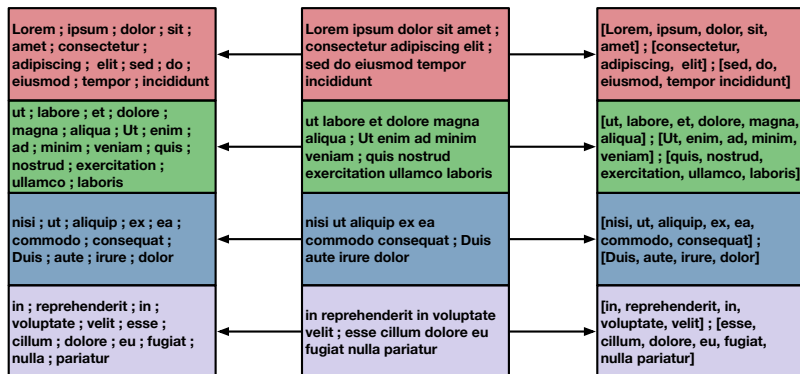 Lorem ; ipsum ; dolor ; sit ;
amet ; consectetur ;
adipiscing ; elit ; sed ; do ;
eiusmod ; tempor ; incididunt
ut ; labore ; et ; dolore ;
magna ; aliqua ; Ut ; enim ;
ad ; minim ; veniam ; quis ;
nostrud ; exercitation ;
ullamco ; laboris
nisi ; ut ; aliquip ; ex ; ea ;
commodo ; consequat ;
Duis ; aute ; irure ; dolor
in ; reprehenderit ; in ;
voluptate ; velit ; esse ;
cillum ; dolore ; eu ; fugiat ;
nulla ; pariatur
Lorem ipsum dolor sit amet ;
consectetur adipiscing elit ;
sed do eiusmod tempor
incididunt
ut labore et dolore magna
aliqua ; Ut enim ad minim
veniam ; quis nostrud
exercitation ullamco laboris
nisi ut aliquip ex ea
commodo consequat ; Duis
aute irure dolor
in reprehenderit in voluptate
velit ; esse cillum dolore eu
fugiat nulla pariatur
[Lorem, ipsum, dolor, sit,
amet] ; [consectetur,
adipiscing, elit] ; [sed, do,
eiusmod, tempor incididunt]
[ut, labore, et, dolore, magna,
aliqua] ; [Ut, enim, ad, minim,
veniam] ; [quis, nostrud,
exercitation, ullamco, laboris]
[nisi, ut, aliquip, ex, ea,
commodo, consequat] ;
[Duis, aute, irure, dolor]
[in, reprehenderit, in,
voluptate, velit] ; [esse,
cillum, dolore, eu, fugiat,
nulla pariatur]